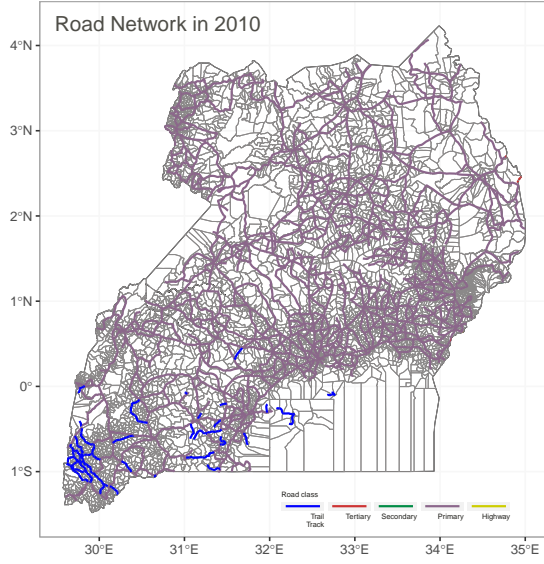 Road Network in 2010
4°N
3°N
2°N
1°N
0°
1°S
Road class
Trail Track
Tertiary
Secondary
Primary
Highway
30°E
31°E
32°E
33°E
34°E
35°E